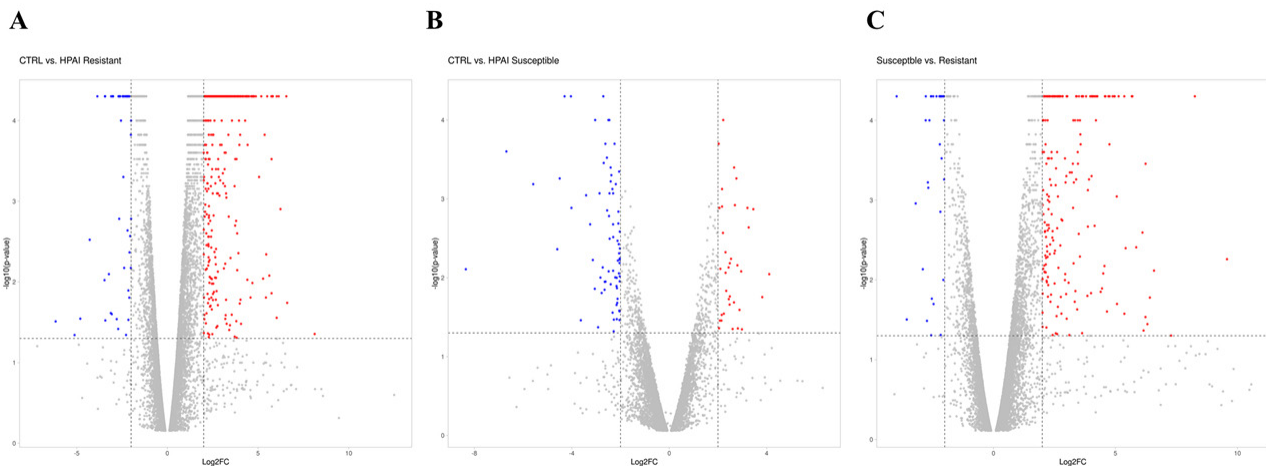 A
B
C
CTRL vs. HPAI Resistant
CTRL vs. HPAI Susceptible
Susceptble vs. Resistant
-log10(p-value)
4
3
2
1
0
-5
0
5
10
Log2FC
-log10(p-value)
4
3
2
1
0
-8
-4
0
4
Log2FC
-log10(p-value)
4
3
2
1
0
0
5
10
Log2FC